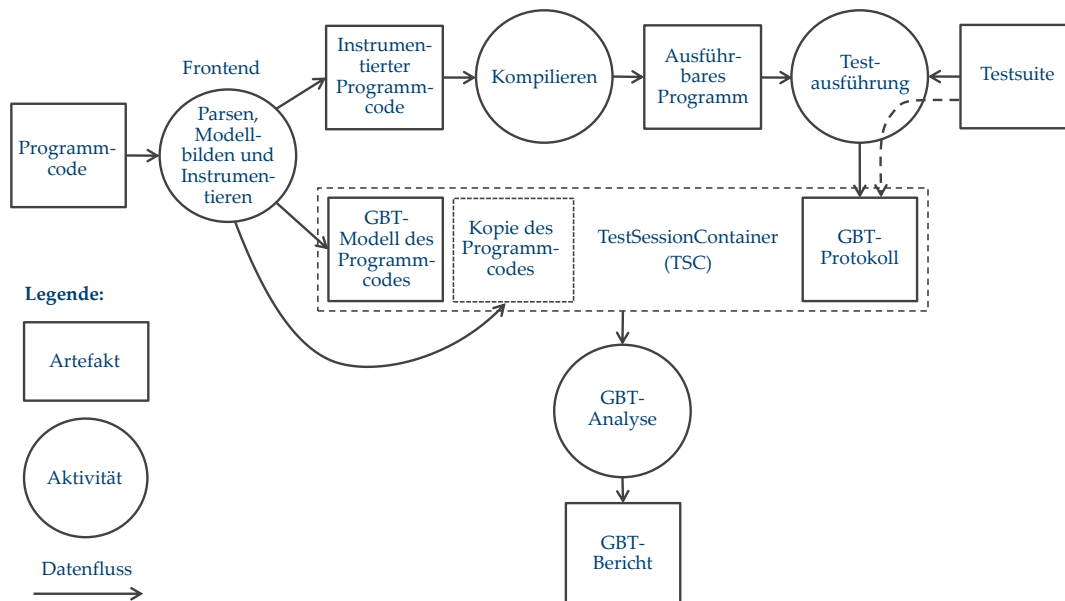 Programm-
code
Frontend
Parsen,
Modell-
bilden und
Instrumen-
tieren
Instrumen-
tierter
Programm-
code
Kompilieren
Ausführ-
bares
Programm
Test-
ausführung
Testsuite
GBT-
Modell des
Programm-
codes
Kopie des
Programm-
codes
TestSessionContainer
(TSC)
GBT-
Protokoll
GBT-
Analyse
GBT-
Bericht
Legende:
Artefakt
Aktivität
Datenfluss